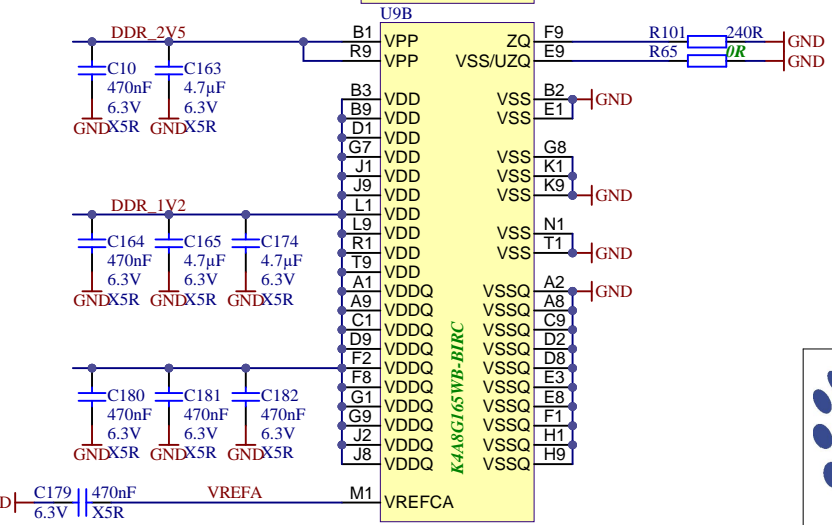 U9B
DDR_2V5
B1 VPP ZQ F9 R101 240R GND
R9 VPP VSS/UZQ E9 R65 0R GND
C10 C163
470nF 4.7µF
6.3V 6.3V
GND X5R GND X5R
B3 VDD VSS B2 GND
B9 VDD VSS E1
D1 VDD
G7 VDD VSS G8
J1 VDD VSS K1
J9 VDD VSS K9 GND
DDR_1V2
L1 VDD
L9 VDD VSS N1
R1 VDD VSS T1 GND
T9 VDD
C164 C165 C174
470nF 4.7µF 4.7µF
6.3V 6.3V 6.3V
GND X5R GND X5R GND X5R
A1 VDDQ VSSQ A2 GND
A9 VDDQ VSSQ A8
C1 VDDQ VSSQ C9
D9 VDDQ VSSQ D2
F2 VDDQ VSSQ D8
F8 VDDQ VSSQ E3
G1 VDDQ VSSQ E8
G9 VDDQ VSSQ F1
J2 VDDQ VSSQ H1
J8 VDDQ VSSQ H9
K4A8G165WB-BIRC
C180 C181 C182
470nF 470nF 470nF
6.3V 6.3V 6.3V
GND X5R GND X5R GND X5R
D C179 470nF VREFA M1 VREFCA
6.3V X5R